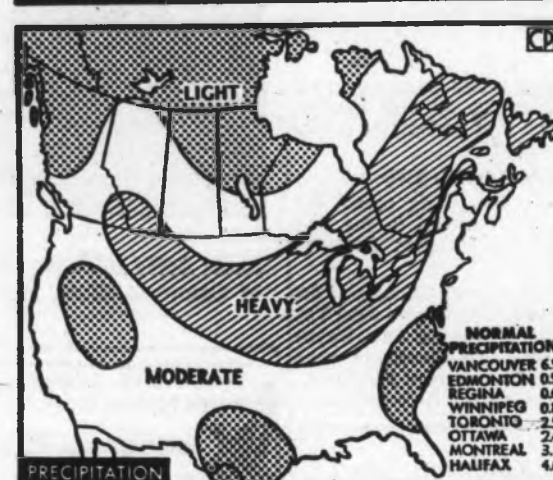 CP
LIGHT
HEAVY
MODERATE
NORMAL
PRECIPITATION
VANCOUVER
EDMONTON
REGINA
WINNIPEG
TORONTO
OTTAWA
MONTREAL
HALIFAX
PRECIPITATION